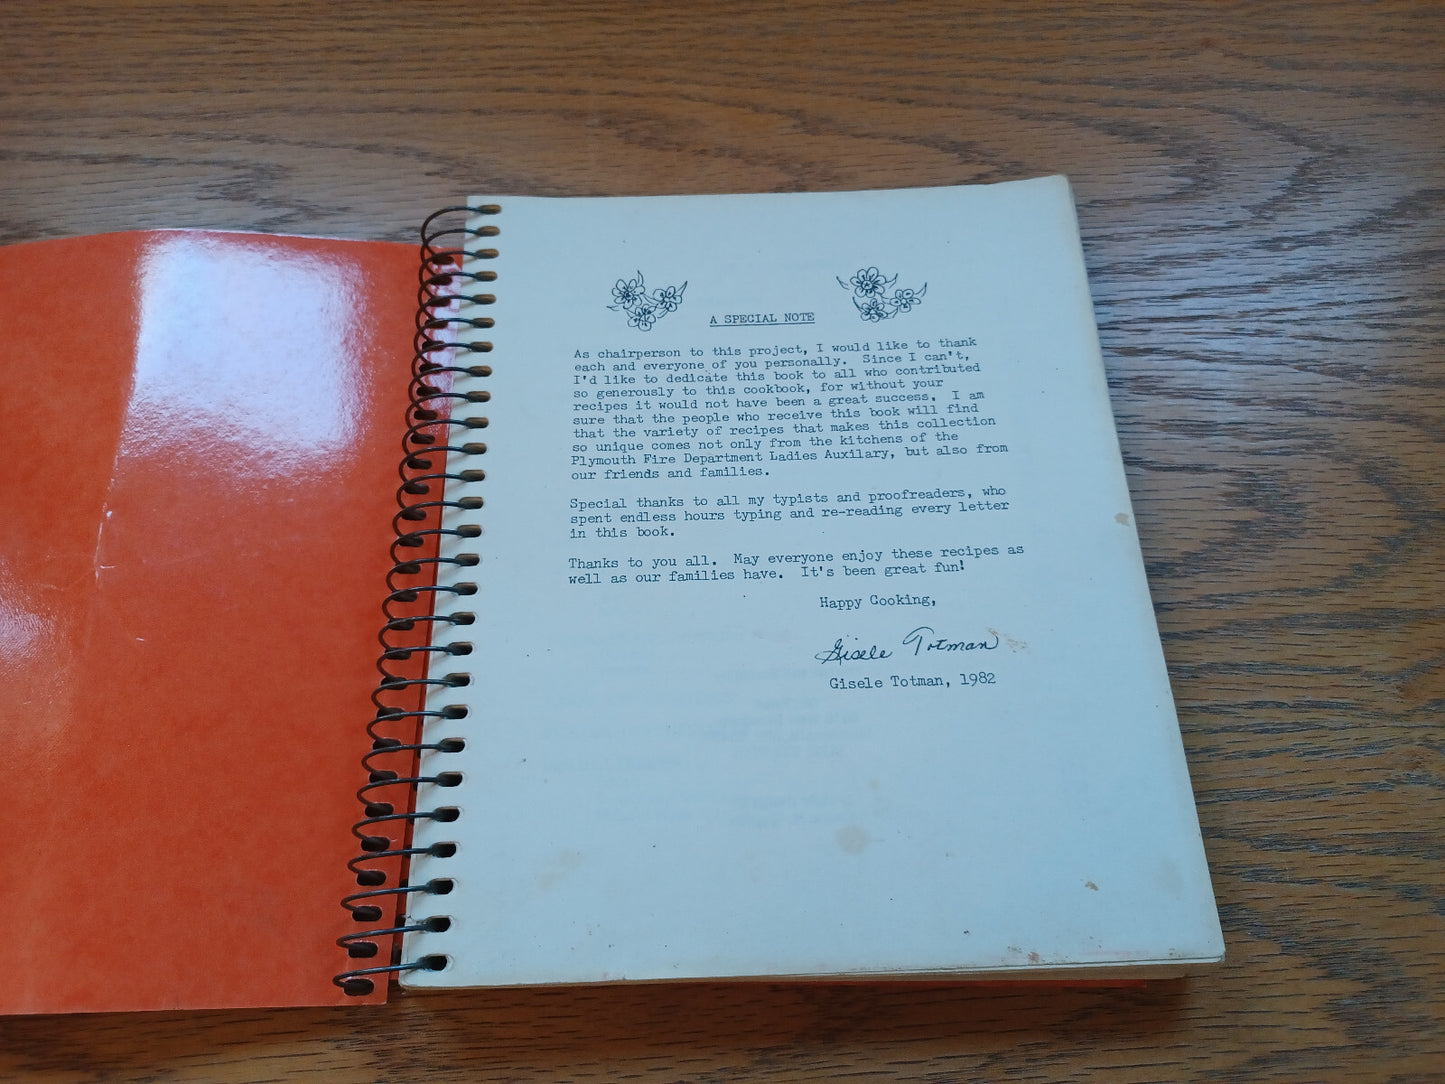 A SPECIAL NOTE
As chairperson to this project, I would like to thank
each and everyone of you personally. Since I can't,
I'd like to dedicate this book to all who contributed
so generously to this cookbook, for without your
recipes it would not have been a great success. I am
sure that the people who receive this book will find
that the variety of recipes that makes this collection
so unique comes not only from the kitchens of the
Plymouth Fire Department Ladies Auxilary, but also from
our friends and families.
Special thanks to all my typists and proofreaders, who
spent endless hours typing and re-reading every letter
in this book.
Thanks to you all. May everyone enjoy these recipes as
well as our families have. It's been great fun!
Happy Cooking,
Gisele Totman
Gisele Totman, 1982